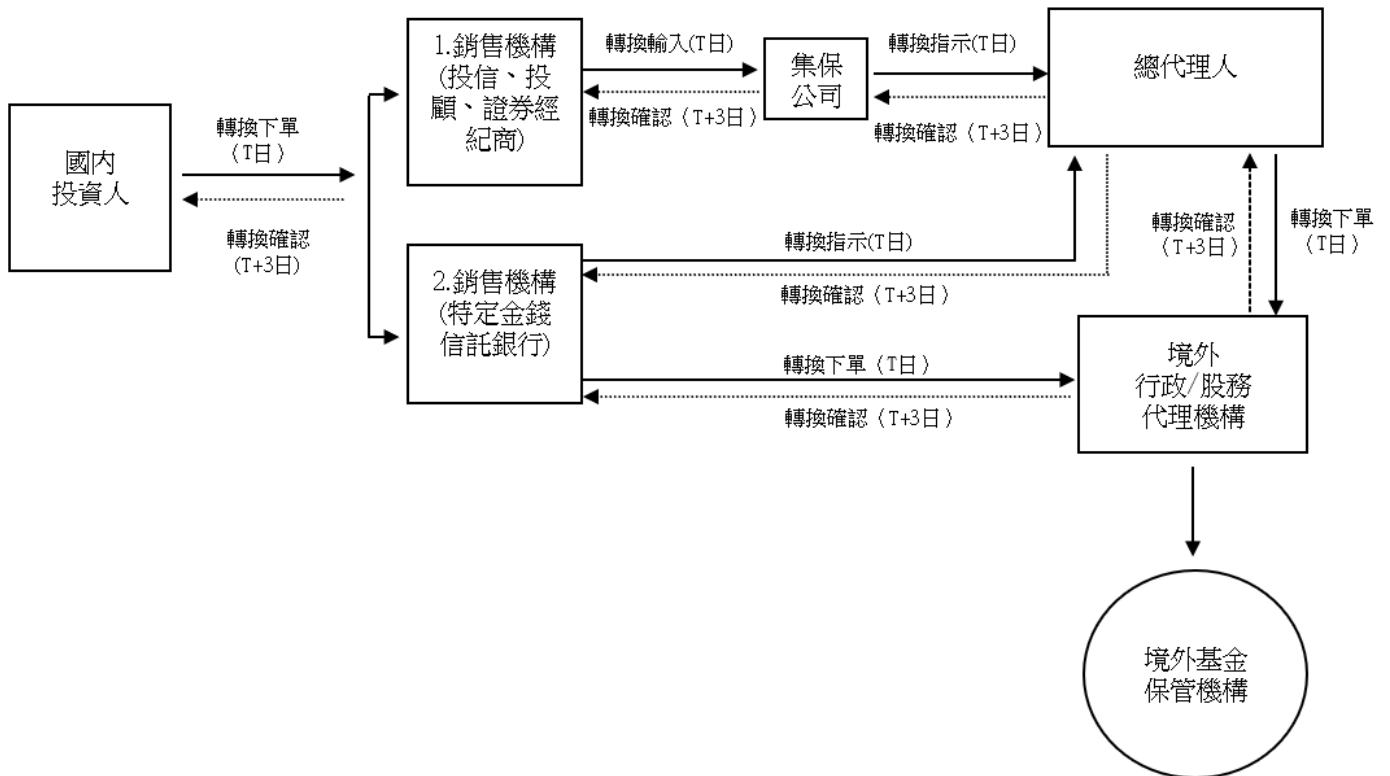 國內
投資人
轉換下單
（T日）
轉換確認
(T+3日)
1.銷售機構
(投信、投
顧、證券經
紀商)
轉換輸入(T日)
轉換確認（T+3日）
集保
公司
轉換指示(T日)
轉換確認（T+3日）
總代理人
2.銷售機構
(特定金錢
信託銀行)
轉換指示(T日)
轉換確認（T+3日）
轉換下單（T日）
轉換確認（T+3日）
轉換確認
（T+3日）
轉換下單
（T日）
境外
行政/股務
代理機構
境外基金
保管機構